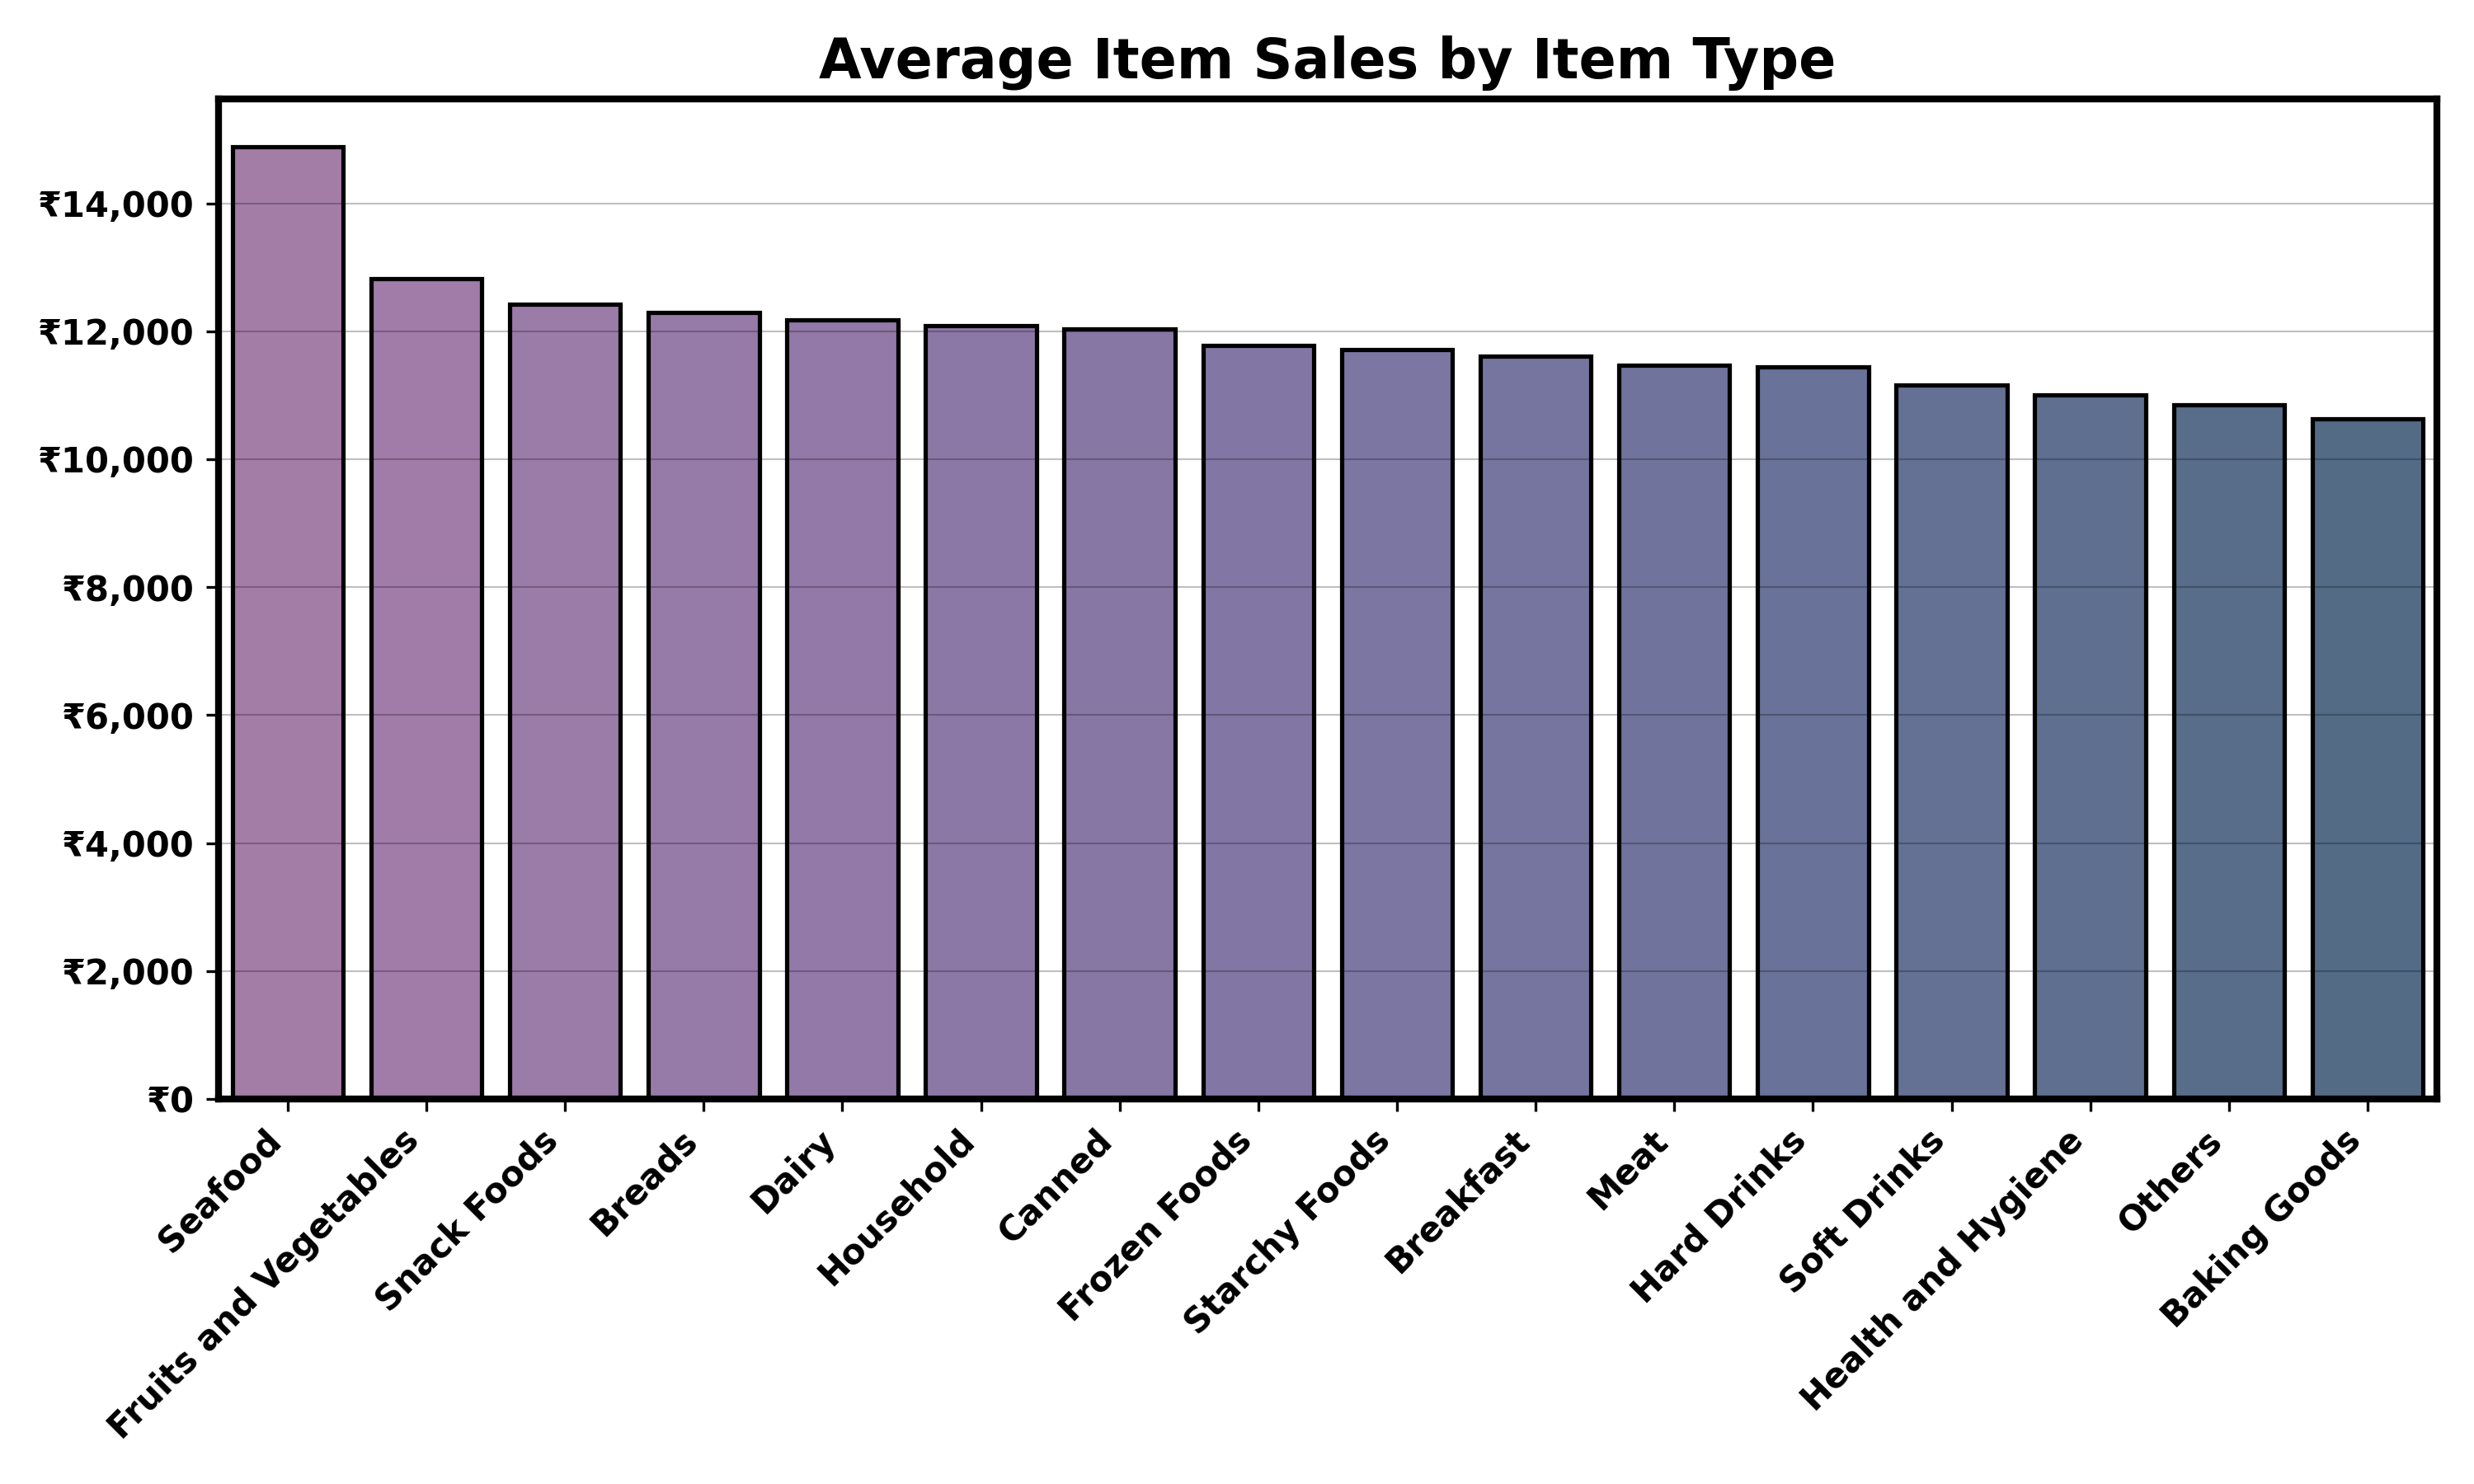 Average Item Sales by Item Type
₹14,000
₹12,000
₹10,000
₹8,000
₹6,000
₹4,000
₹2,000
₹0
Seafood
Fruits and Vegetables
Snack Foods
Breads
Dairy
Household
Canned
Frozen Foods
Starchy Foods
Breakfast
Meat
Hard Drinks
Soft Drinks
Health and Hygiene
Others
Baking Goods